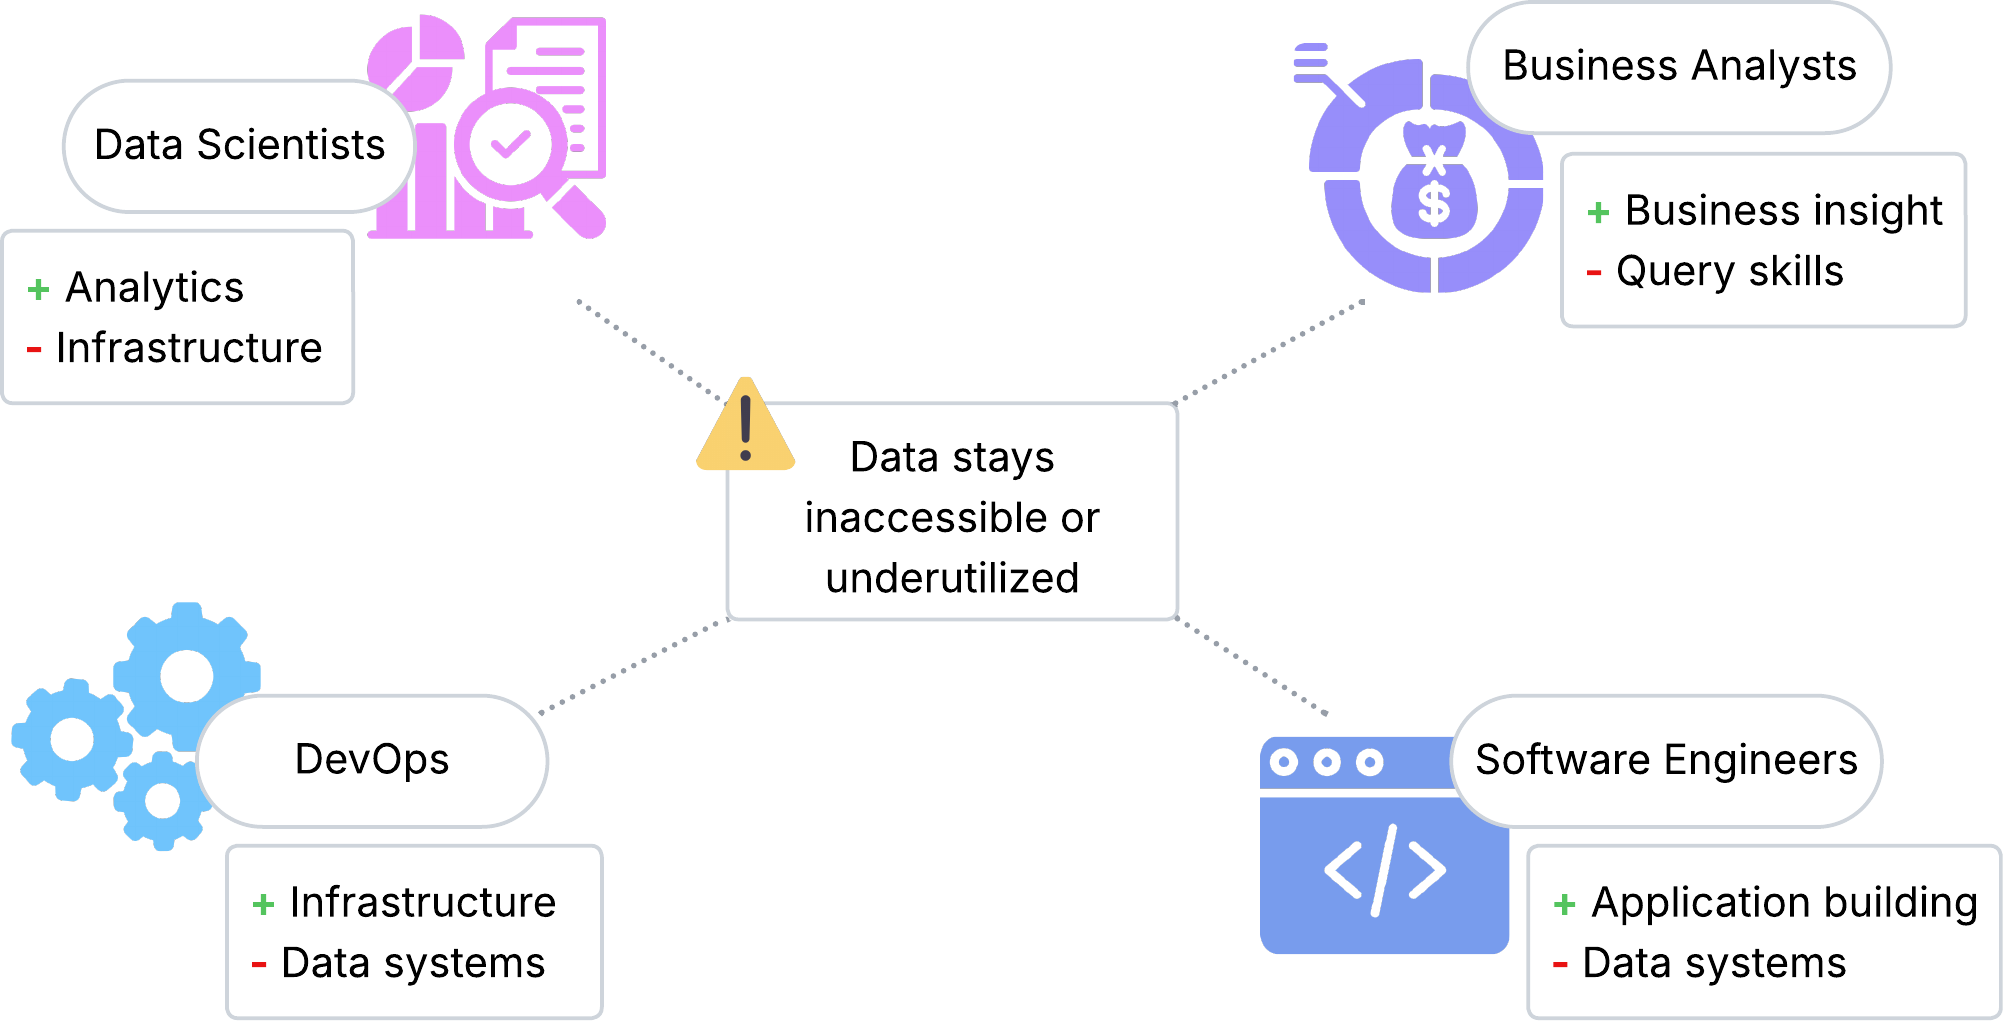 Data Scientists
+ Analytics
- Infrastructure
Business Analysts
+ Business insight
- Query skills
$
Data stays
inaccessible or
underutilized
DevOps
+ Infrastructure
- Data systems
</>
Software Engineers
+ Application building
- Data systems